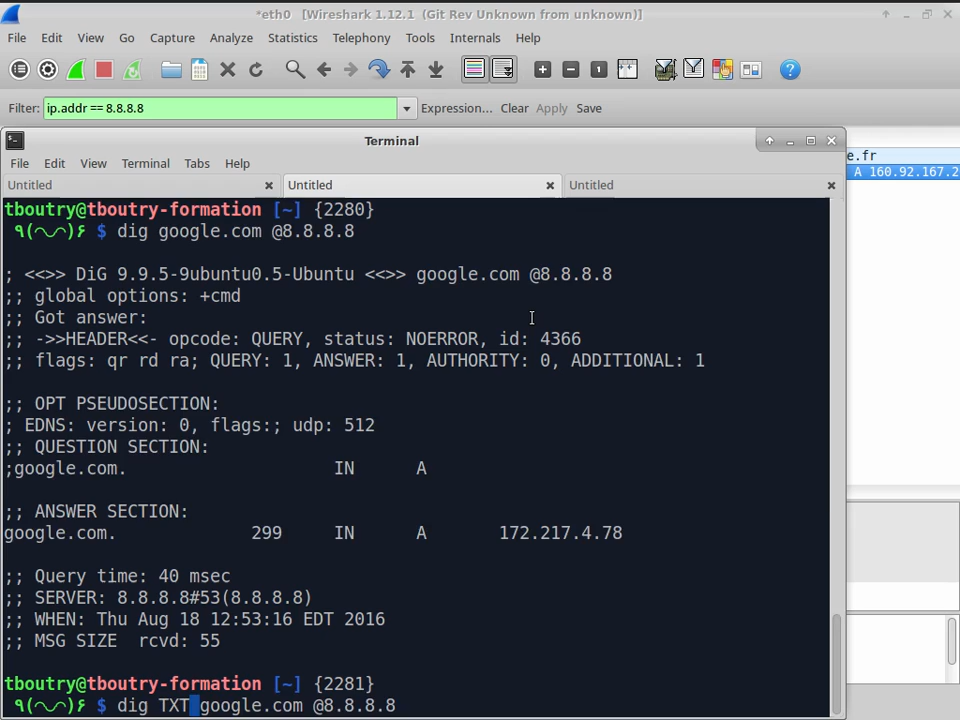 *eth0   [Wireshark 1.12.1  (Git Rev Unknown from unknown)]
File Edit View Go Capture Analyze Statistics Telephony Tools Internals Help
Filter: ip.addr == 8.8.8.8 Expression... Clear Apply Save
Terminal
File Edit View Terminal Tabs Help
e.fr
A 160.92.167.2
Untitled Untitled Untitled
tboutry@tboutry-formation [~] {2280}
٩(◠◡◠)۶ $ dig google.com @8.8.8.8
; <<>> DiG 9.9.5-9ubuntu0.5-Ubuntu <<>> google.com @8.8.8.8
;; global options: +cmd
;; Got answer:
;; ->>HEADER<<- opcode: QUERY, status: NOERROR, id: 4366
;; flags: qr rd ra; QUERY: 1, ANSWER: 1, AUTHORITY: 0, ADDITIONAL: 1
;; OPT PSEUDOSECTION:
; EDNS: version: 0, flags:; udp: 512
;; QUESTION SECTION:
;google.com. IN A
;; ANSWER SECTION:
google.com. 299 IN A 172.217.4.78
;; Query time: 40 msec
;; SERVER: 8.8.8.8#53(8.8.8.8)
;; WHEN: Thu Aug 18 12:53:16 EDT 2016
;; MSG SIZE  rcvd: 55
tboutry@tboutry-formation [~] {2281}
٩(◠◡◠)۶ $ dig TXT google.com @8.8.8.8